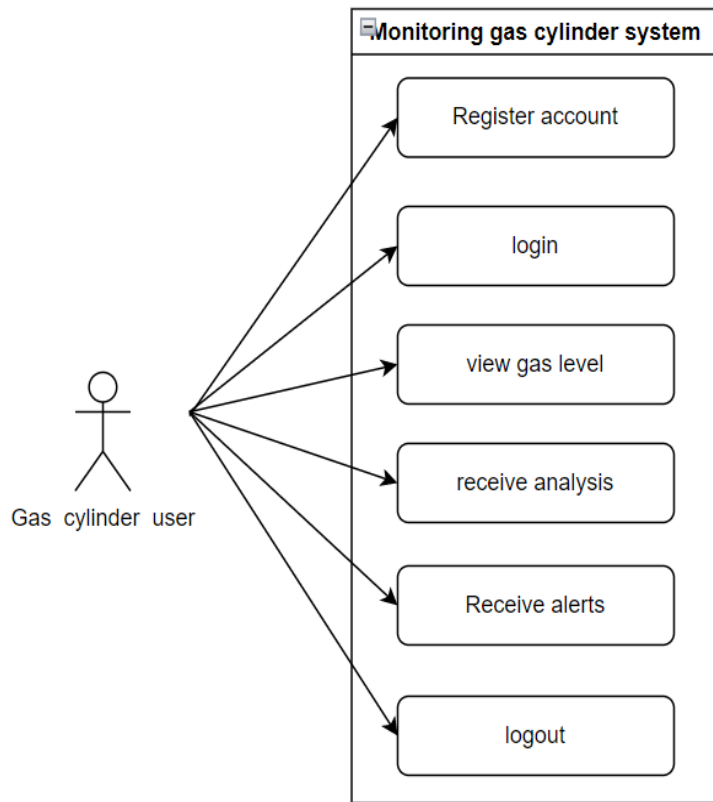 Monitoring gas cylinder system
Register account
login
view gas level
receive analysis
Gas cylinder user
Receive alerts
logout